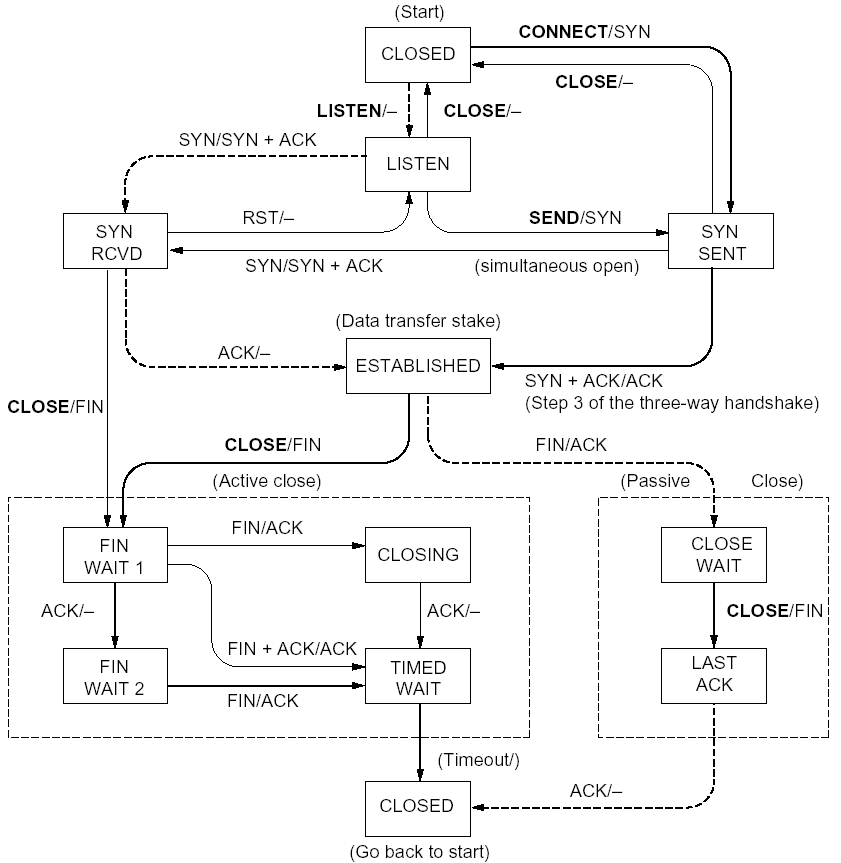 (Start)
CONNECT/SYN
CLOSED
CLOSE/–
LISTEN/–
CLOSE/–
SYN/SYN + ACK
LISTEN
RST/–
SEND/SYN
SYN
RCVD
SYN
SENT
SYN/SYN + ACK
(simultaneous open)
(Data transfer stake)
ACK/–
ESTABLISHED
SYN + ACK/ACK
(Step 3 of the three-way handshake)
CLOSE/FIN
CLOSE/FIN
FIN/ACK
(Active close)
(Passive Close)
FIN/ACK
FIN
WAIT 1
CLOSING
CLOSE
WAIT
ACK/–
ACK/–
CLOSE/FIN
FIN + ACK/ACK
FIN
WAIT 2
TIMED
WAIT
LAST
ACK
FIN/ACK
(Timeout/)
ACK/–
CLOSED
(Go back to start)